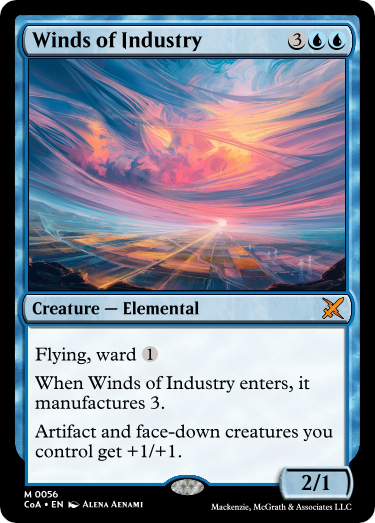 Winds of Industry 3
Creature — Elemental
Flying, ward 1
When Winds of Industry enters, it
manufactures 3.
Artifact and face-down creatures you
control get +1/+1.
2/1
M 0056
CoA • EN Alena Aenami
Mackenzie, McGrath & Associates LLC